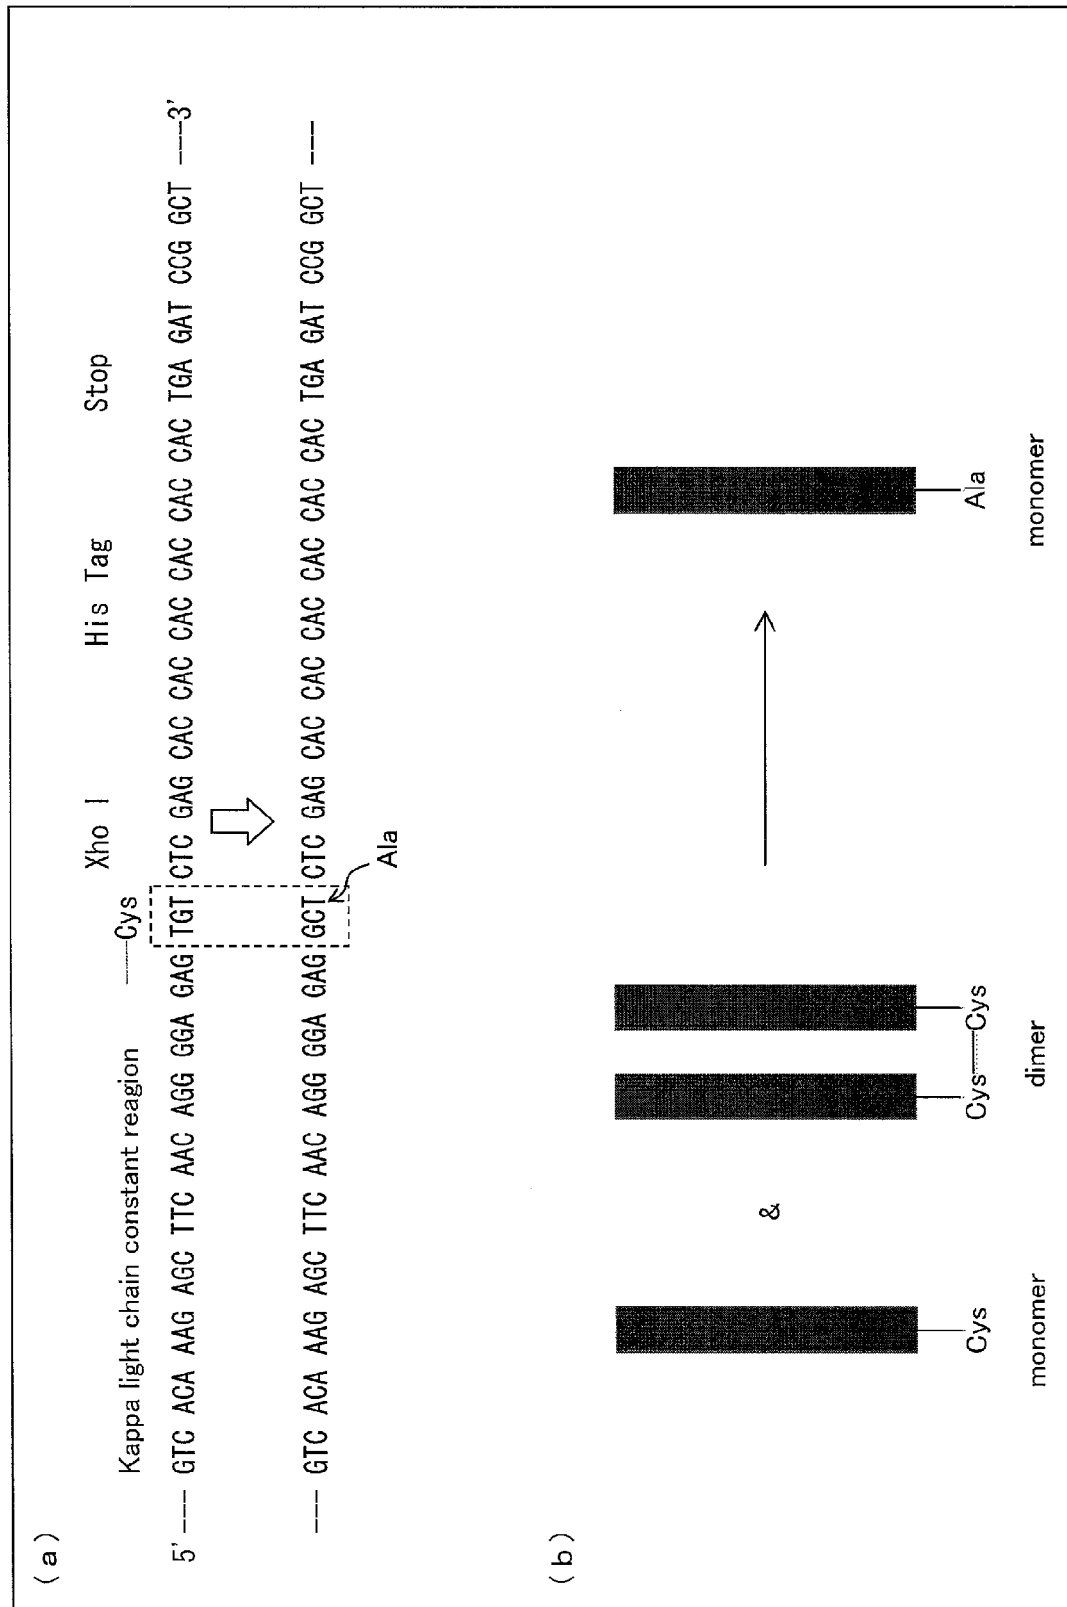 (a)
Kappa light chain constant reagion ----Cys Xho I His Tag Stop
5' ---- GTC ACA AAG AGC TTC AAC AGG GGA GAG TGT CTC GAG CAC CAC CAC CAC CAC CAC TGA GAT CCG GCT ----3'
---- GTC ACA AAG AGC TTC AAC AGG GGA GAG GCT CTC GAG CAC CAC CAC CAC CAC CAC TGA GAT CCG GCT ----
Ala
(b)
&
Cys Cys Cys Ala
monomer dimer monomer